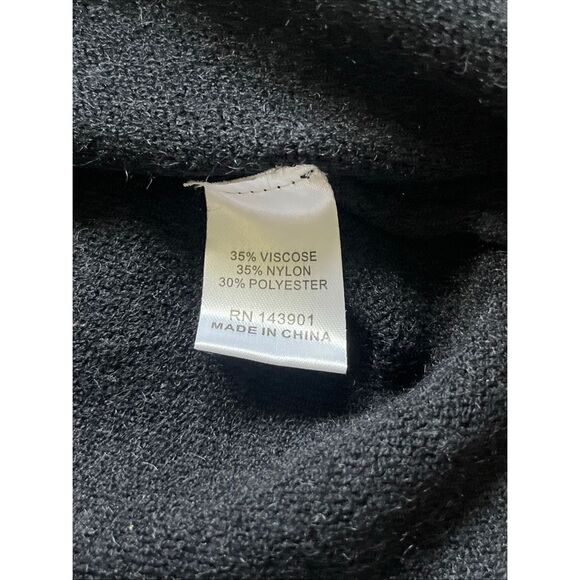 35% VISCOSE
35% NYLON
30% POLYESTER
RN 143901
MADE IN CHINA